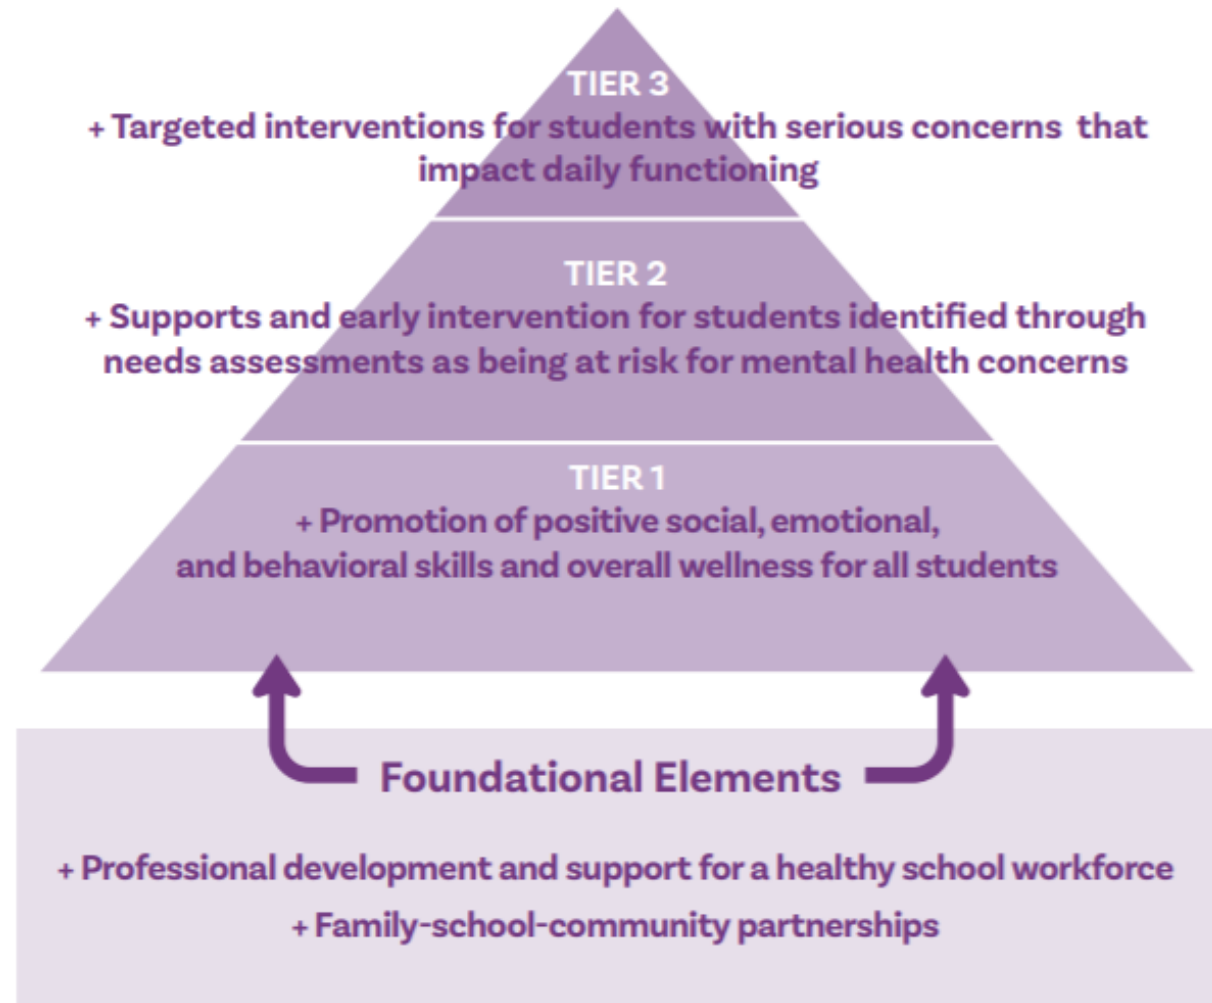 TIER 3
+ Targeted interventions for students with serious concerns that
impact daily functioning
TIER 2
+ Supports and early intervention for students identified through
needs assessments as being at risk for mental health concerns
TIER 1
+ Promotion of positive social, emotional,
and behavioral skills and overall wellness for all students
Foundational Elements
+ Professional development and support for a healthy school workforce
+ Family-school-community partnerships